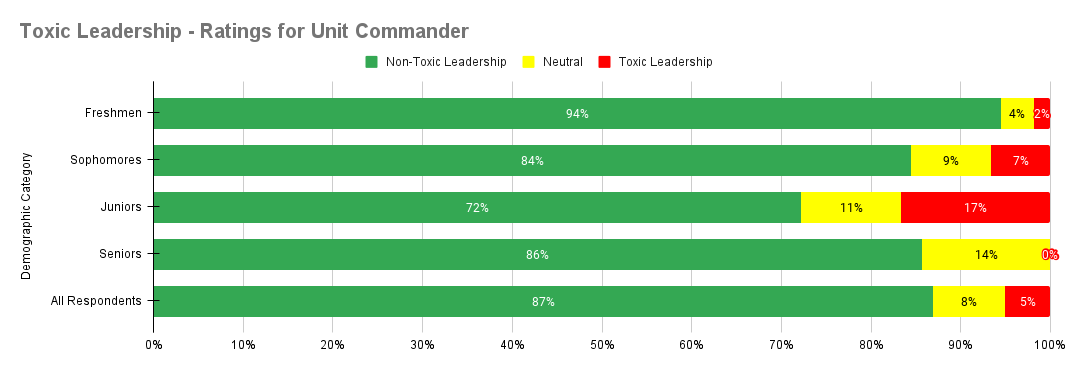 Toxic Leadership - Ratings for Unit Commander
Non-Toxic Leadership Neutral Toxic Leadership
Demographic Category
Freshmen 94% 4% 2%
Sophomores 84% 9% 7%
Juniors 72% 11% 17%
Seniors 86% 14% 0%
All Respondents 87% 8% 5%
0% 10% 20% 30% 40% 50% 60% 70% 80% 90% 100%